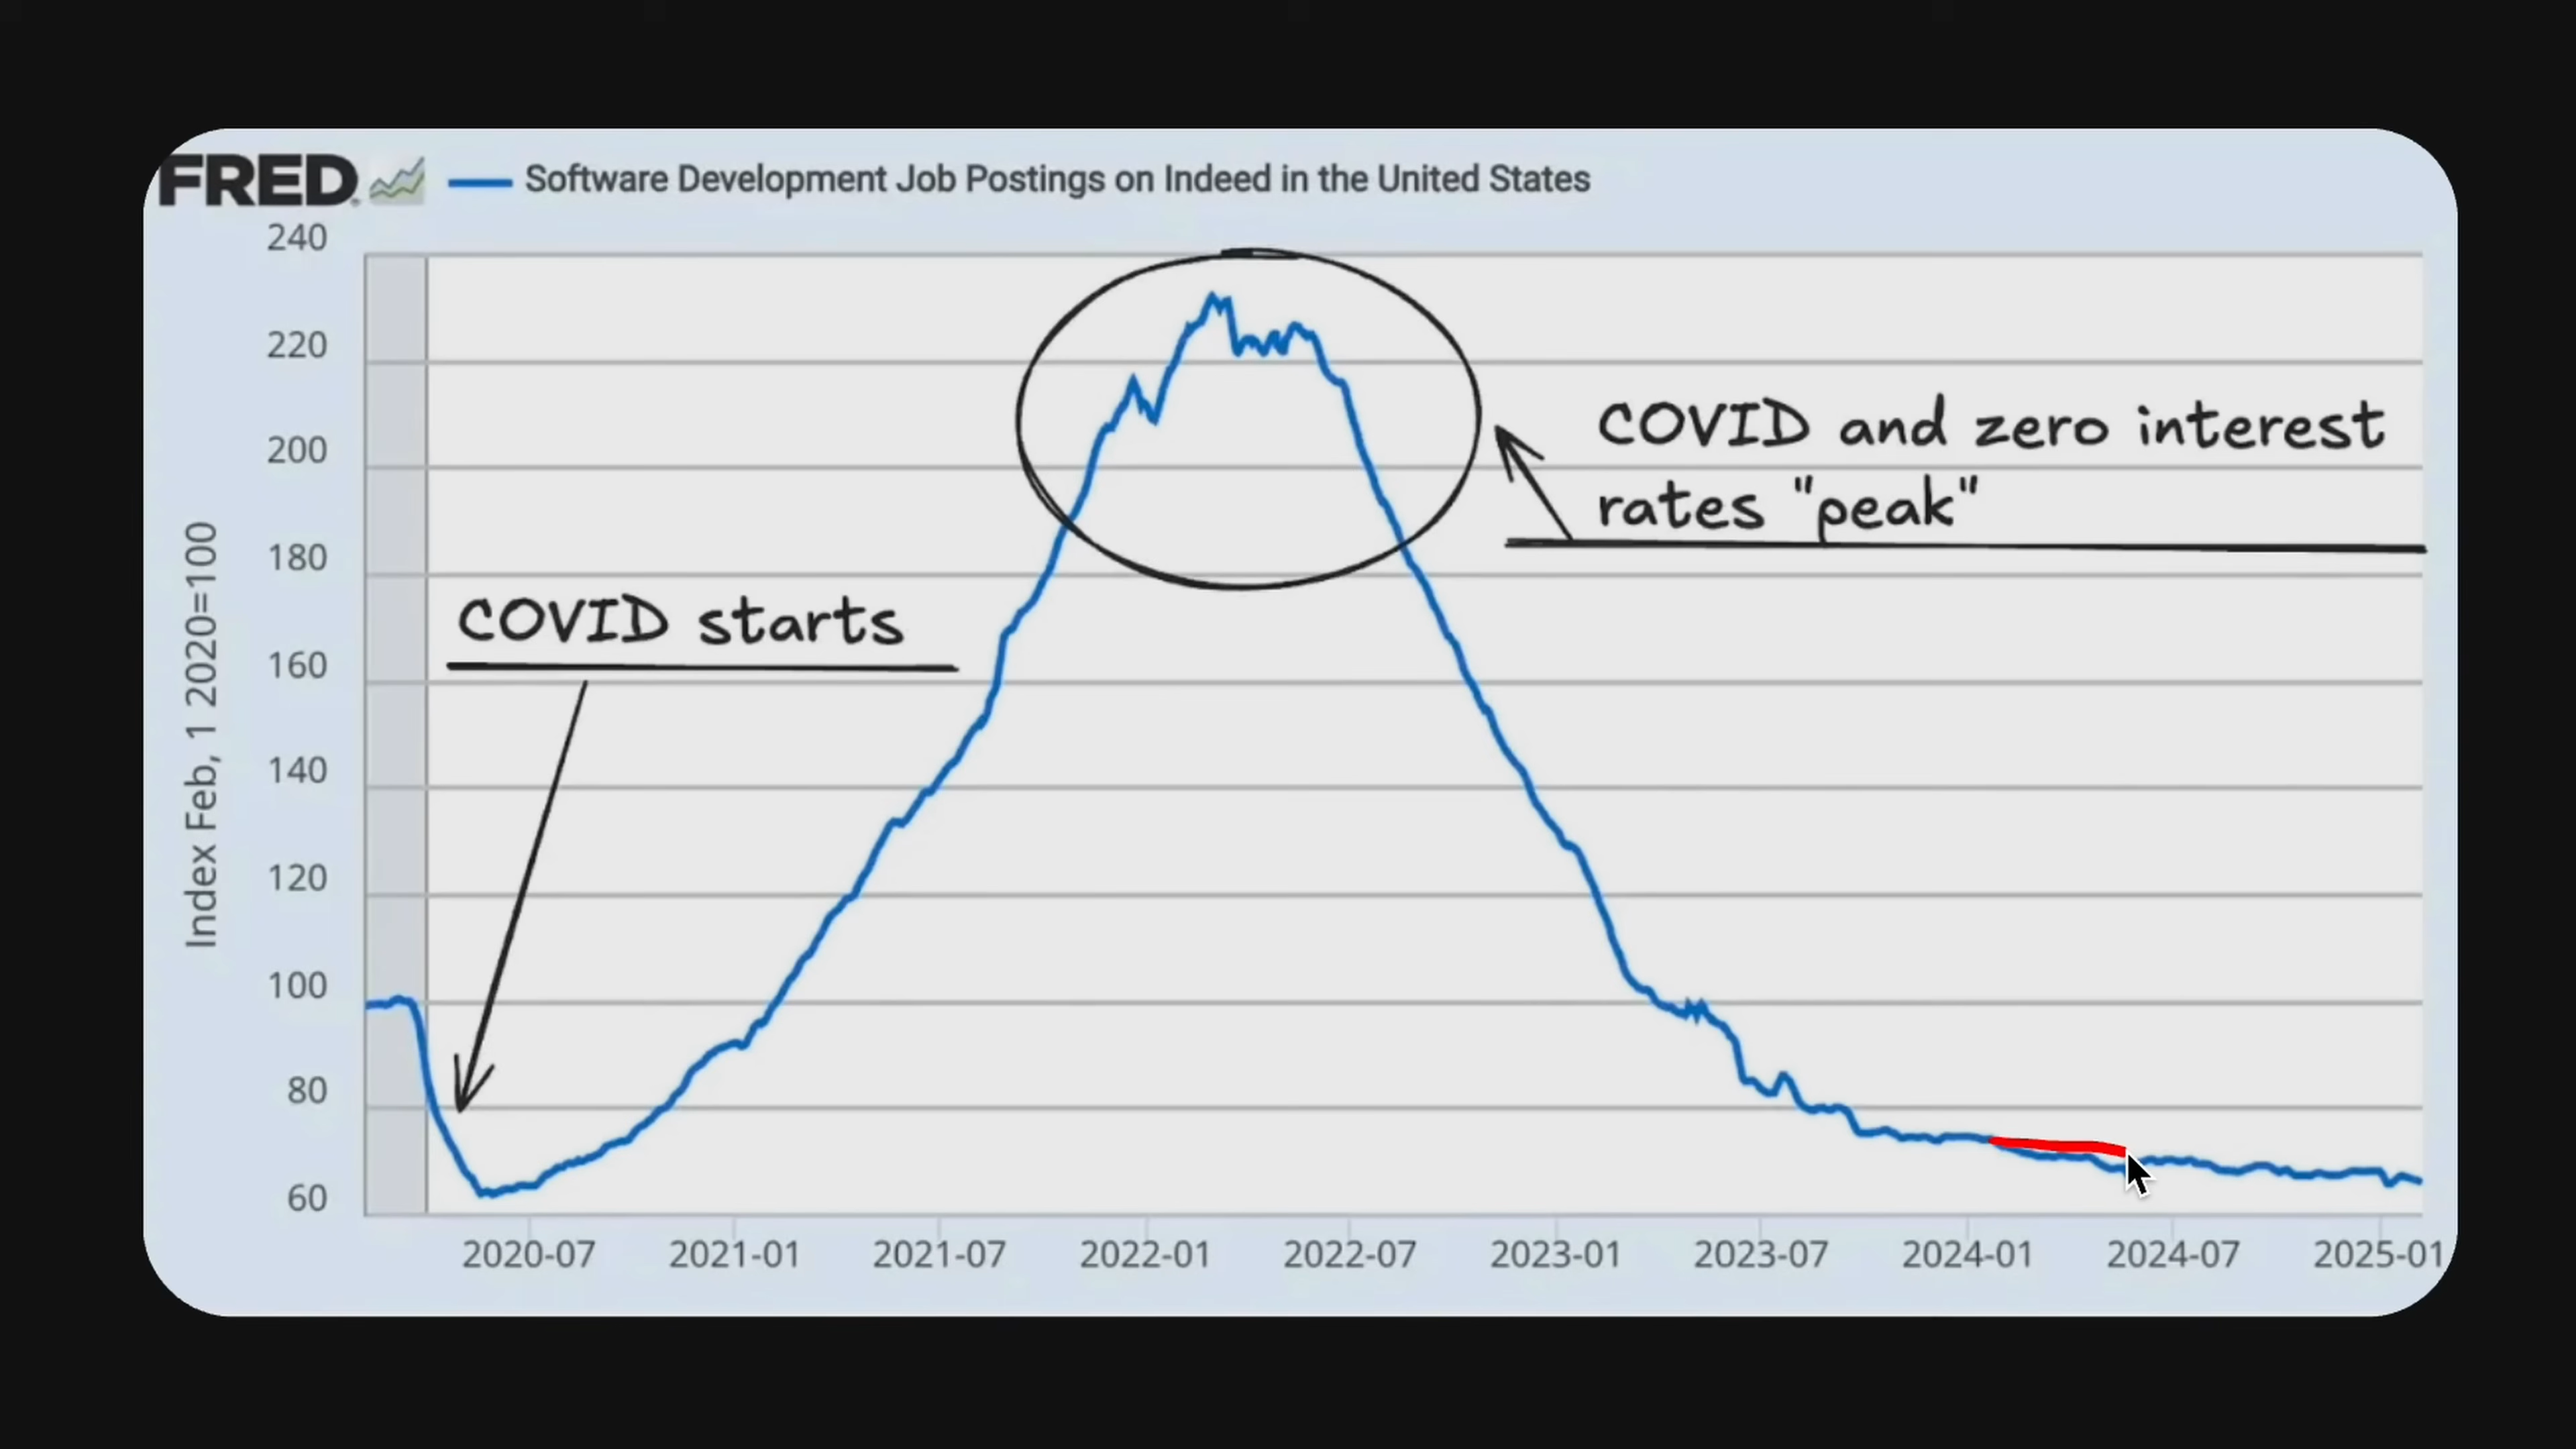 FRED
Software Development Job Postings on Indeed in the United States
240
220
200
180
160
140
120
100
80
60
Index Feb, 1 2020=100
COVID starts
COVID and zero interest
rates "peak"
2020-07 2021-01 2021-07 2022-01 2022-07 2023-01 2023-07 2024-01 2024-07 2025-01